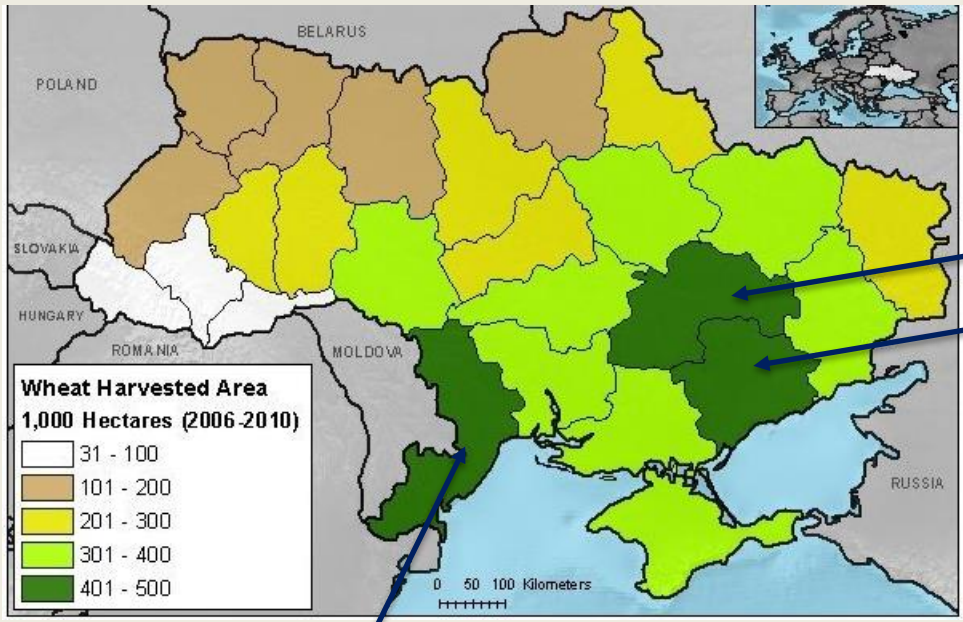 BELARUS
POLAND
SLOVAKIA
HUNGARY
ROMANIA
MOLDOVA
RUSSIA
Wheat Harvested Area
1,000 Hectares (2006-2010)
31 - 100
101 - 200
201 - 300
301 - 400
401 - 500
0 50 100 Kilometers